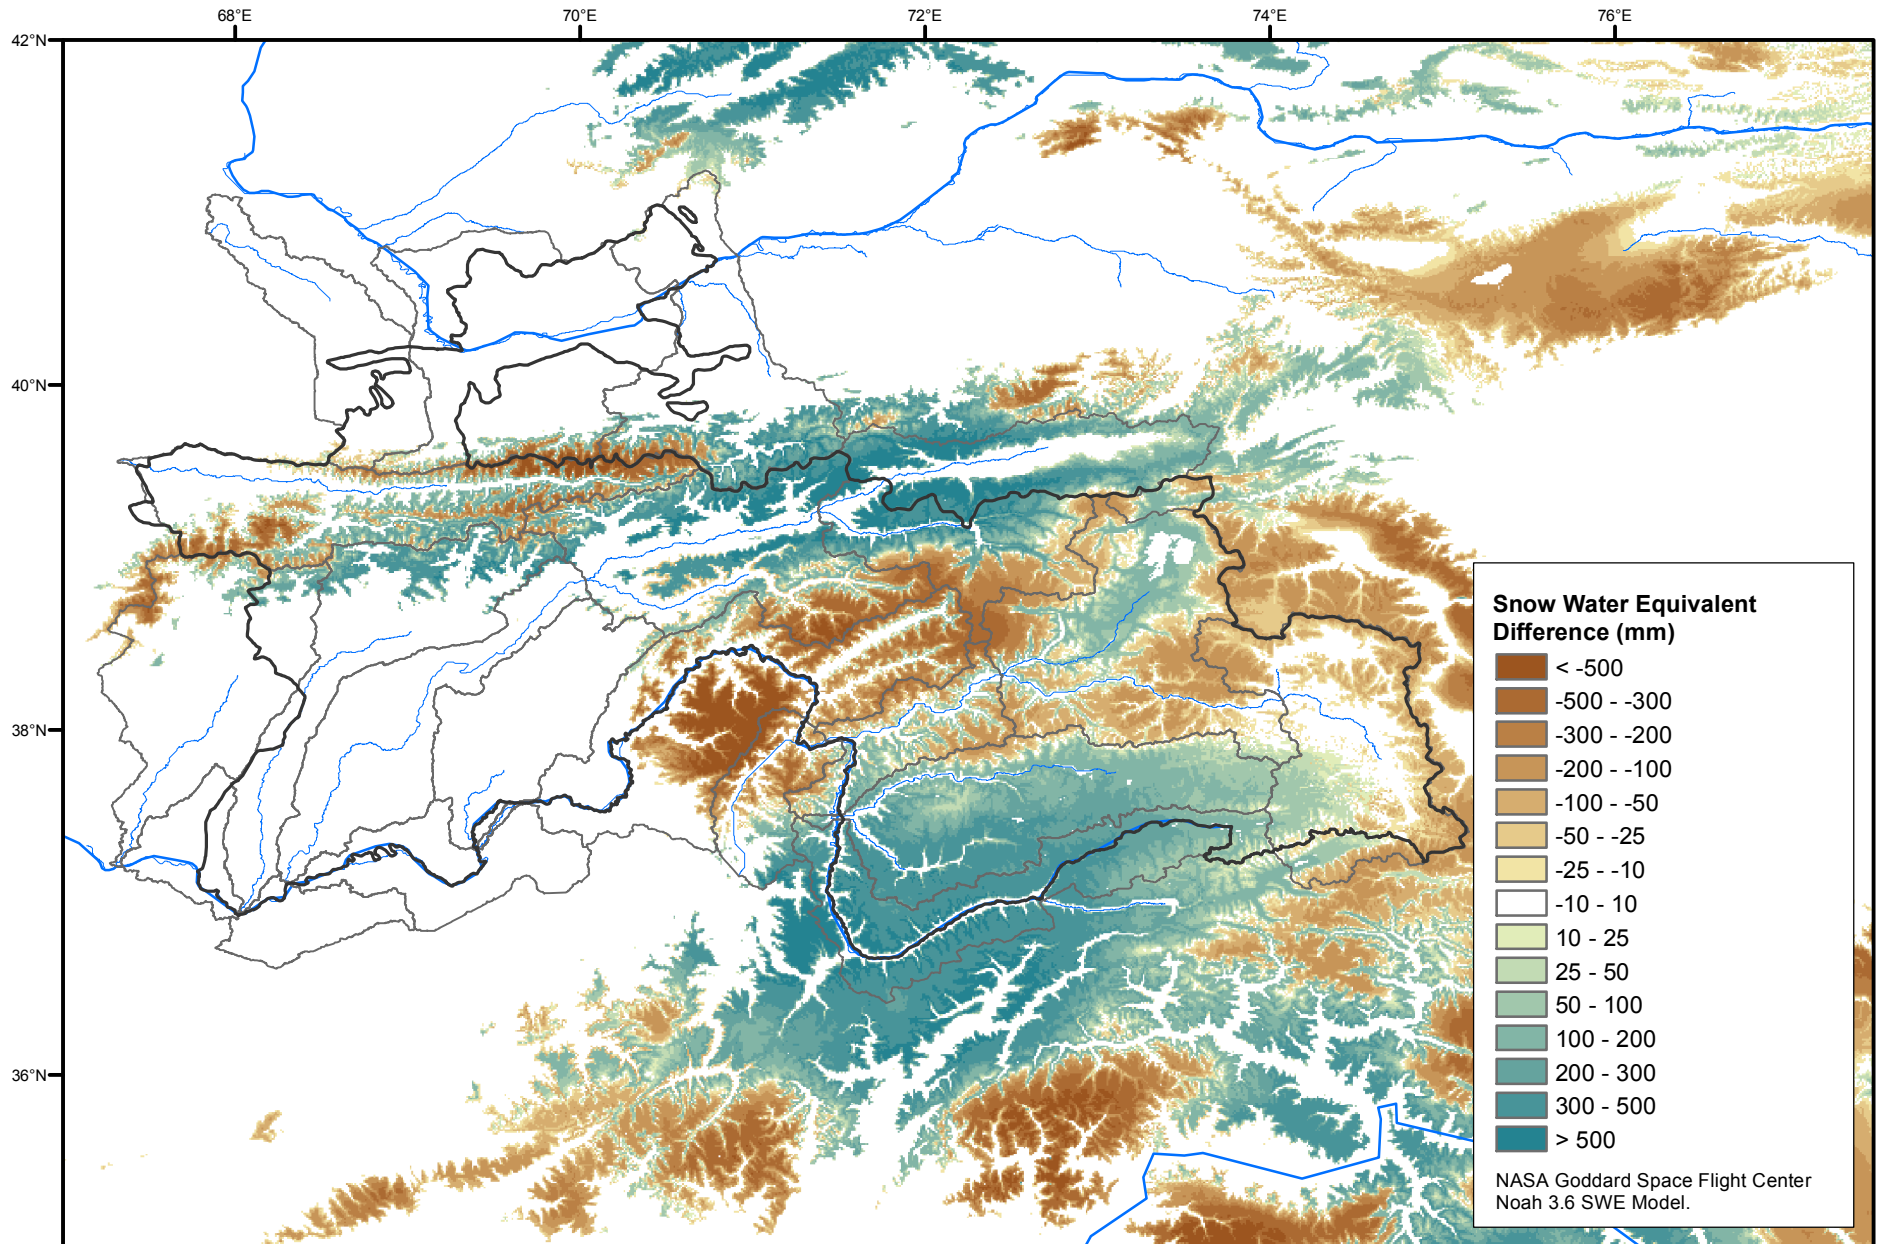 68°E
70°E
72°E
74°E
76°E
42°N
40°N
38°N
36°N
Snow Water Equivalent
Difference (mm)
< -500
-500 - -300
-300 - -200
-200 - -100
-100 - -50
-50 - -25
-25 - -10
-10 - 10
10 - 25
25 - 50
50 - 100
100 - 200
200 - 300
300 - 500
> 500
NASA Goddard Space Flight Center
Noah 3.6 SWE Model.